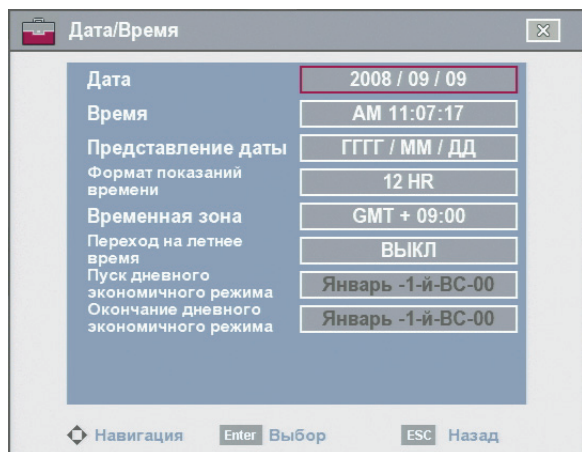 Дата/Время
Дата 2008 / 09 / 09
Время AM 11:07:17
Представление даты ГГГГ / ММ / ДД
Формат показаний
времени 12 HR
Временная зона GMT + 09:00
Переход на летнее
время ВЫКЛ
Пуск дневного
экономичного режима Январь -1-й-ВС-00
Окончание дневного
экономичного режима Январь -1-й-ВС-00
Навигация Enter Выбор ESC Назад